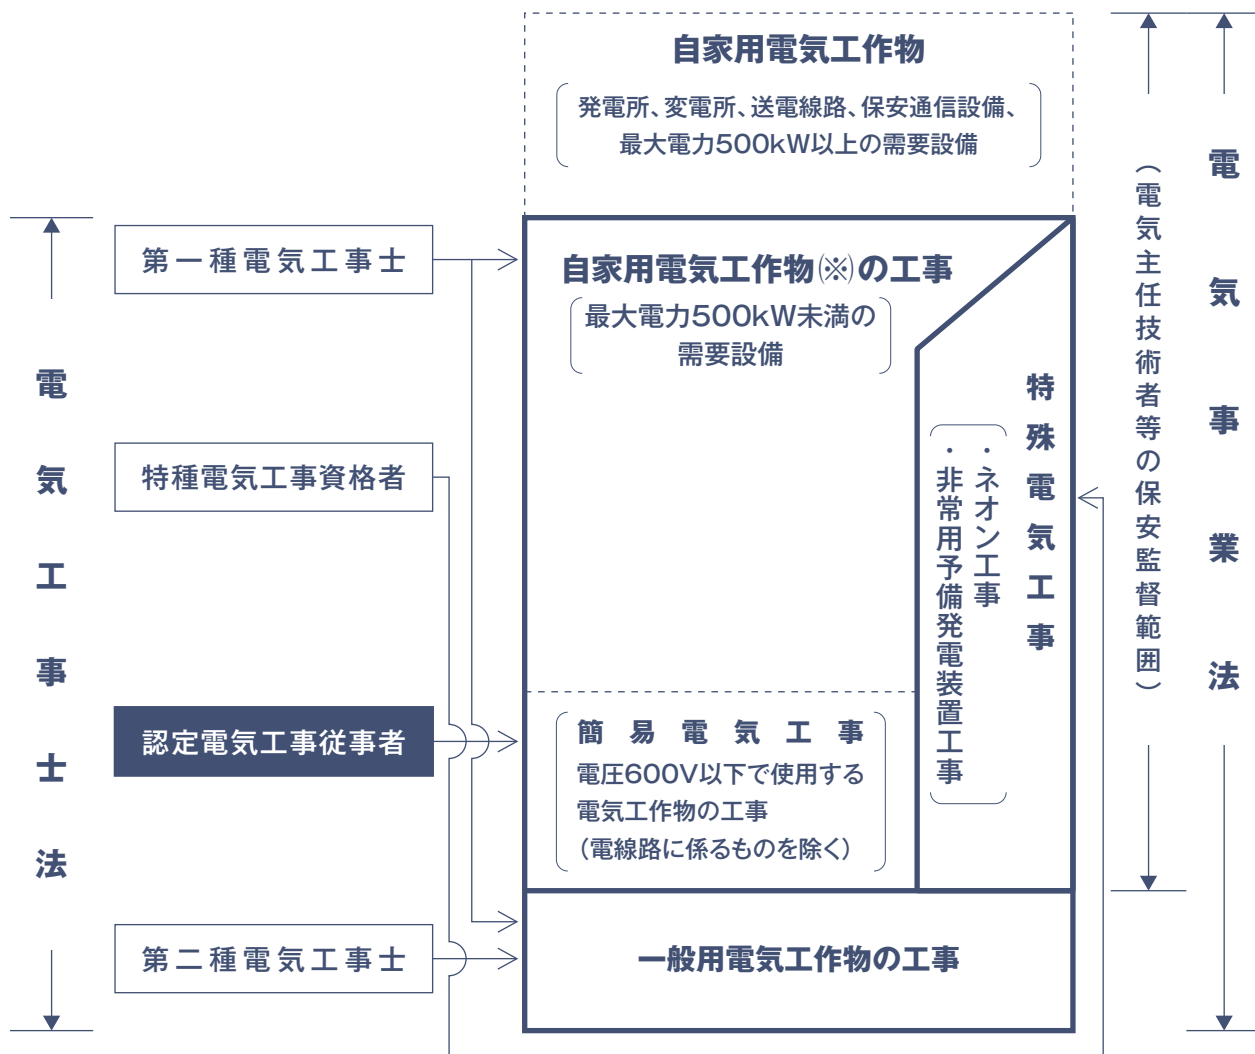 自家用電気工作物
発電所、変電所、送電線路、保安通信設備、
最大電力500kW以上の需要設備
電気工事士法
第一種電気工事士
特種電気工事資格者
認定電気工事従事者
第二種電気工事士
自家用電気工作物(※)の工事
最大電力500kW未満の
需要設備
特殊電気工事
・ネオン工事
・非常用予備発電装置工事
簡易電気工事
電圧600V以下で使用する
電気工作物の工事
(電線路に係るものを除く)
一般用電気工作物の工事
(電気主任技術者等の保安監督範囲)
電気事業法